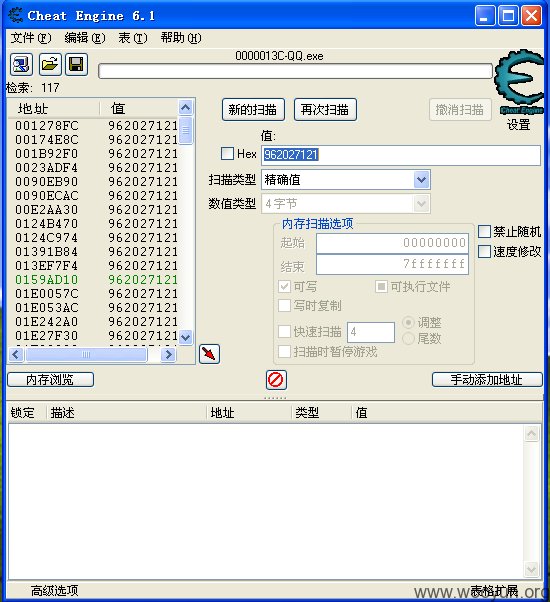 Cheat Engine 6.1
文件(F) 编辑(E) 表(T) 帮助(H)
0000013C-QQ.exe
检索: 117
Cheat Engine
设置
地址 值
001278FC 962027121
00174E8C 962027121
001B92F0 962027121
0023ADF4 962027121
0090EB90 962027121
0090ECAC 962027121
00E2AA30 962027121
0124B470 962027121
0124C974 962027121
01391B84 962027121
013EF7F4 962027121
0159AD10 962027121
01E0057C 962027121
01E053AC 962027121
01E242A0 962027121
01E27F30 962027121
新的扫描 再次扫描 撤消扫描
值:
Hex 962027121
扫描类型 精确值
数值类型 4 字节
内存扫描选项
起始 00000000
结束 7fffffff
可写 可执行文件
写时复制
快速扫描 4 调整
尾数
扫描时暂停游戏
禁止随机
速度修改
内存浏览 手动添加地址
锁定 描述 地址 类型 值
高级选项 表格扩展
www.wooyun.org